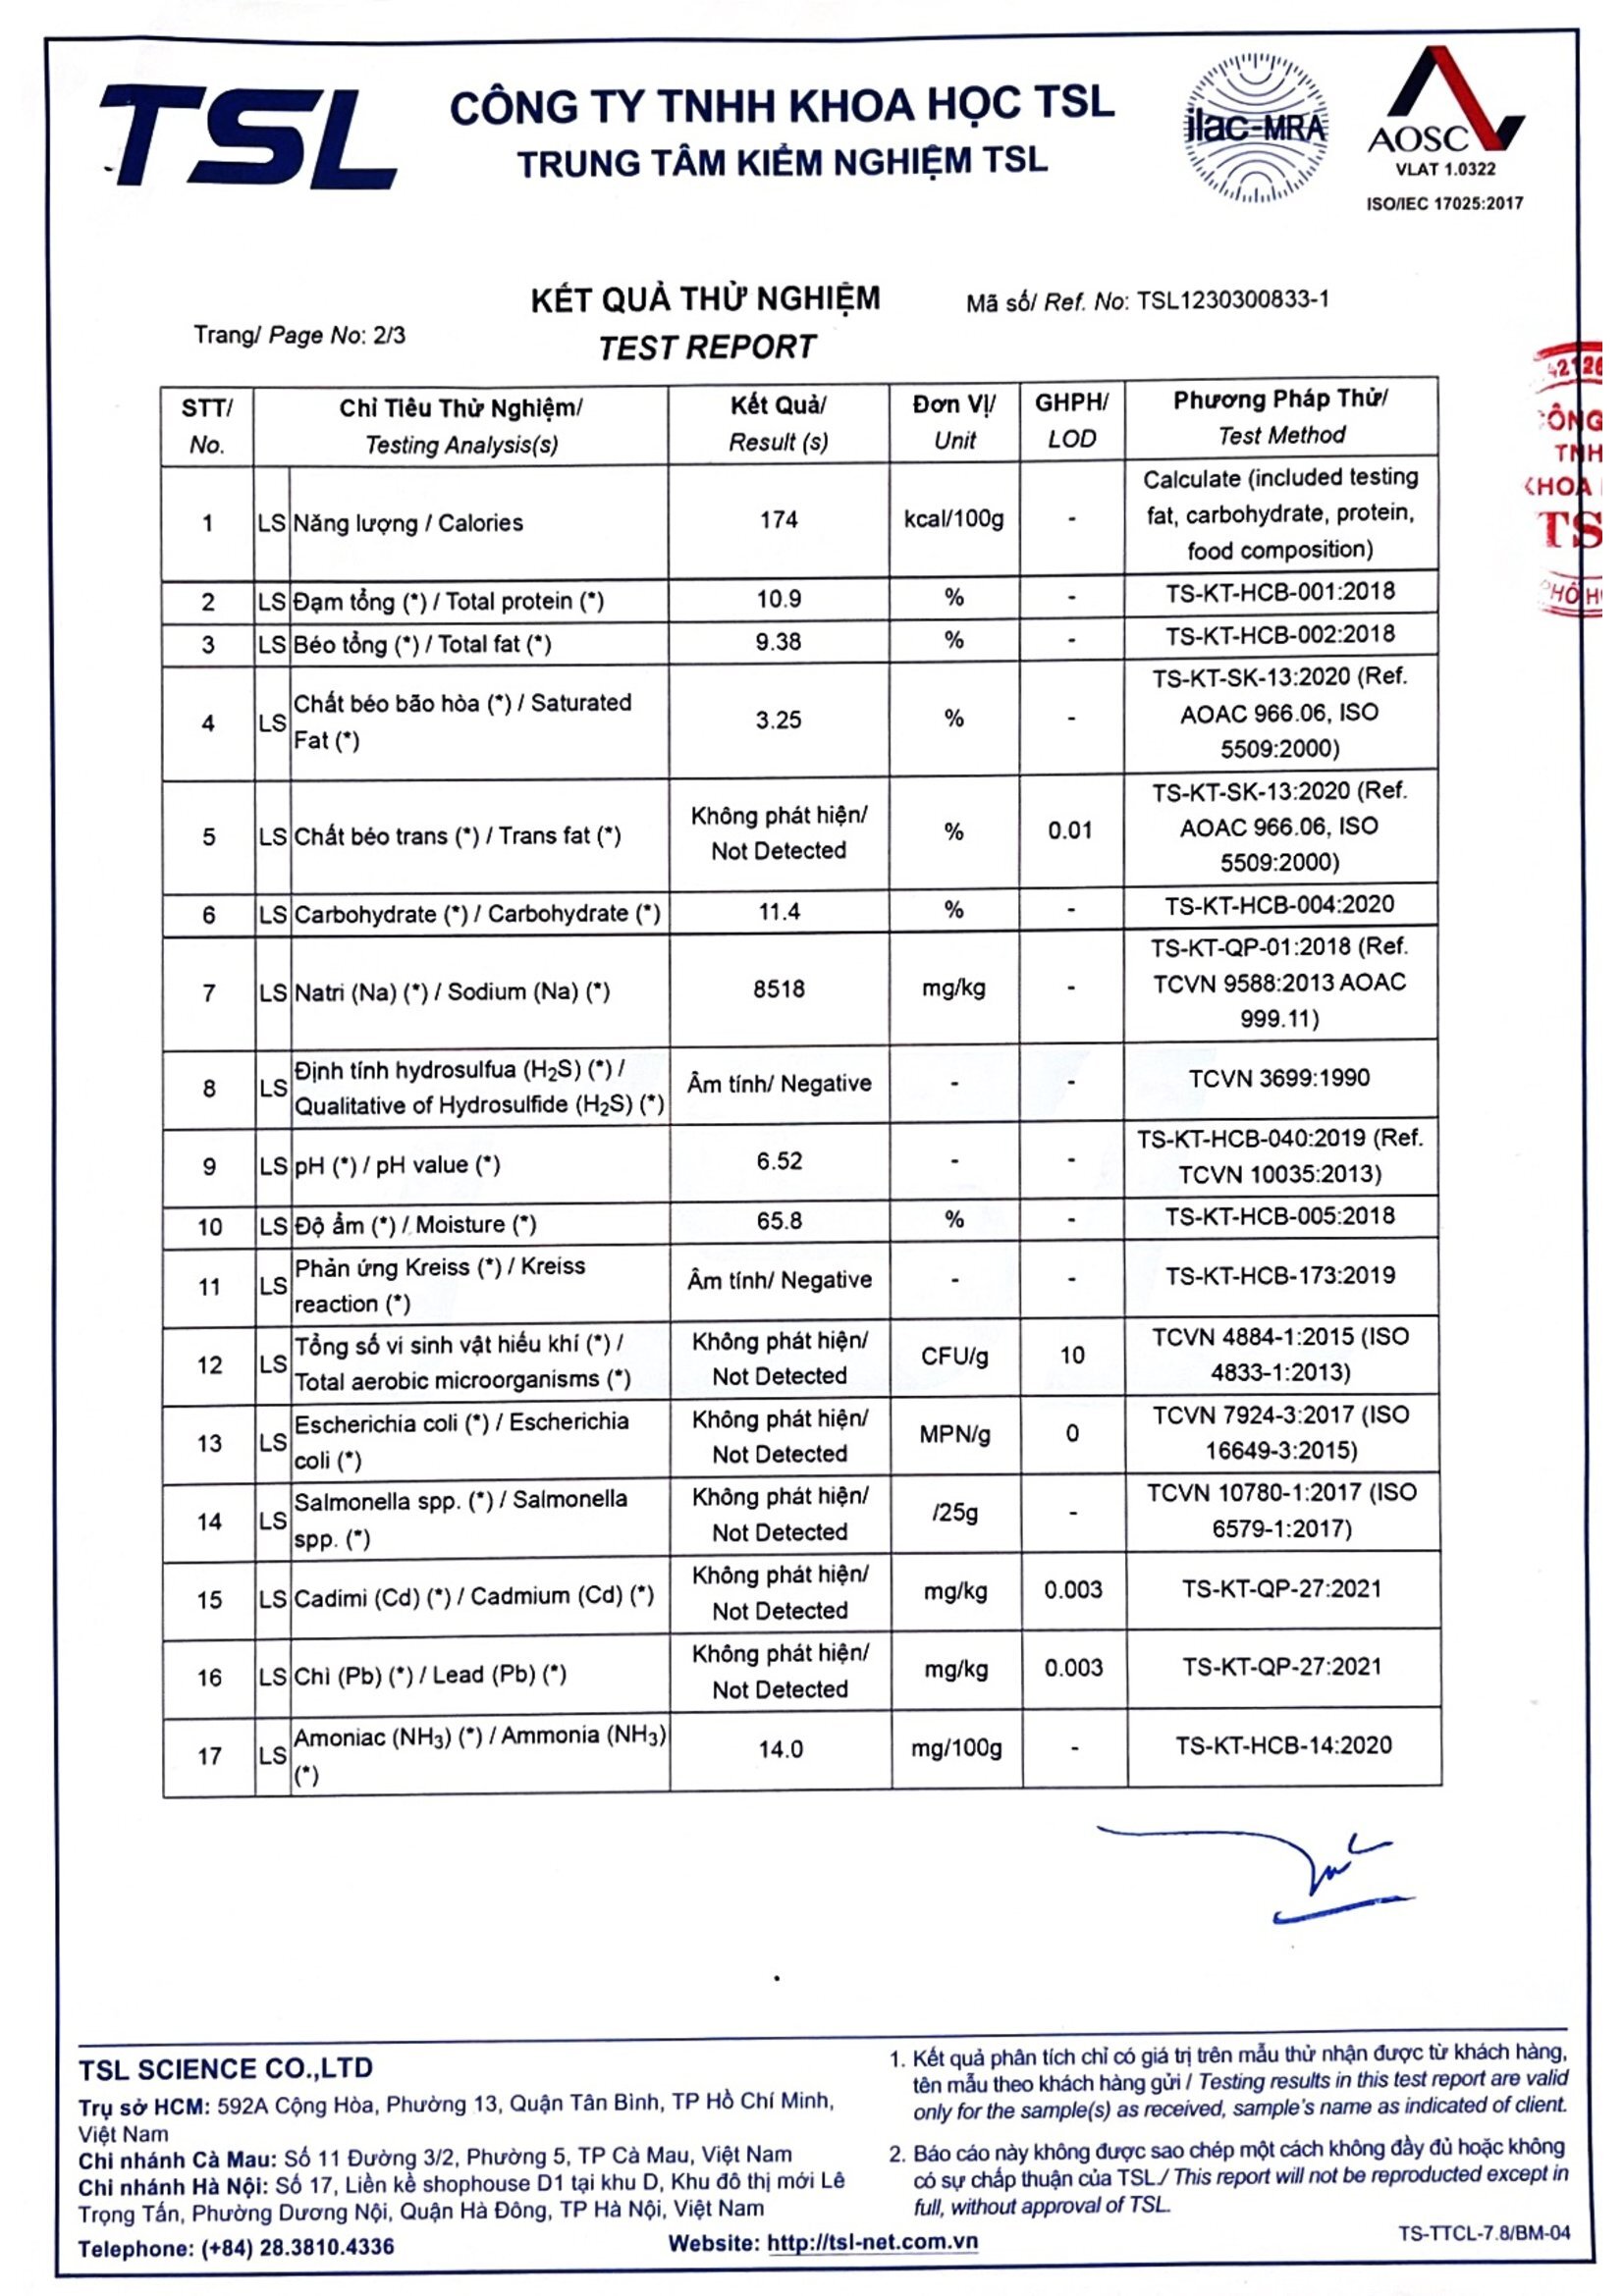 TSL
CÔNG TY TNHH KHOA HỌC TSL
TRUNG TÂM KIỂM NGHIỆM TSL
ilac-MRA
AOSC
VLAT 1.0322
ISO/IEC 17025:2017
KẾT QUẢ THỬ NGHIỆM
Mã số/ Ref. No: TSL1230300833-1
Trang/ Page No: 2/3
TEST REPORT
STT/ Chỉ Tiêu Thử Nghiệm/ Kết Quả/ Đơn Vị/ GHPH/ Phương Pháp Thử/
No. Testing Analysis(s) Result (s) Unit LOD Test Method
Calculate (included testing
1 LS Năng lượng / Calories 174 kcal/100g - fat, carbohydrate, protein,
food composition)
2 LS Đạm tổng (*) / Total protein (*) 10.9 % - TS-KT-HCB-001:2018
3 LS Béo tổng (*) / Total fat (*) 9.38 % - TS-KT-HCB-002:2018
TS-KT-SK-13:2020 (Ref.
4 LS Chất béo bão hòa (*) / Saturated 3.25 % - AOAC 966.06, ISO
Fat (*) 5509:2000)
TS-KT-SK-13:2020 (Ref.
5 LS Chất béo trans (*) / Trans fat (*) Không phát hiện/ % 0.01 AOAC 966.06, ISO
Not Detected 5509:2000)
6 LS Carbohydrate (*) / Carbohydrate (*) 11.4 % - TS-KT-HCB-004:2020
TS-KT-QP-01:2018 (Ref.
7 LS Natri (Na) (*) / Sodium (Na) (*) 8518 mg/kg - TCVN 9588:2013 AOAC
999.11)
8 LS Định tính hydrosulfua (H2S) (*) / Âm tính/ Negative - - TCVN 3699:1990
Qualitative of Hydrosulfide (H2S) (*)
9 LS pH (*) / pH value (*) 6.52 - - TS-KT-HCB-040:2019 (Ref.
TCVN 10035:2013)
10 LS Độ ẩm (*) / Moisture (*) 65.8 % - TS-KT-HCB-005:2018
11 LS Phản ứng Kreiss (*) / Kreiss Âm tính/ Negative - - TS-KT-HCB-173:2019
reaction (*)
12 LS Tổng số vi sinh vật hiếu khí (*) / Không phát hiện/ CFU/g 10 TCVN 4884-1:2015 (ISO
Total aerobic microorganisms (*) Not Detected 4833-1:2013)
13 LS Escherichia coli (*) / Escherichia Không phát hiện/ MPN/g 0 TCVN 7924-3:2017 (ISO
coli (*) Not Detected 16649-3:2015)
14 LS Salmonella spp. (*) / Salmonella Không phát hiện/ /25g - TCVN 10780-1:2017 (ISO
spp. (*) Not Detected 6579-1:2017)
15 LS Cadimi (Cd) (*) / Cadmium (Cd) (*) Không phát hiện/ mg/kg 0.003 TS-KT-QP-27:2021
Not Detected
16 LS Chì (Pb) (*) / Lead (Pb) (*) Không phát hiện/ mg/kg 0.003 TS-KT-QP-27:2021
Not Detected
17 LS Amoniac (NH3) (*) / Ammonia (NH3) 14.0 mg/100g - TS-KT-HCB-14:2020
(*)
TSL SCIENCE CO.,LTD
Trụ sở HCM: 592A Cộng Hòa, Phường 13, Quận Tân Bình, TP Hồ Chí Minh,
Việt Nam
Chi nhánh Cà Mau: Số 11 Đường 3/2, Phường 5, TP Cà Mau, Việt Nam
Chi nhánh Hà Nội: Số 17, Liền kề shophouse D1 tại khu D, Khu đô thị mới Lê
Trọng Tấn, Phường Dương Nội, Quận Hà Đông, TP Hà Nội, Việt Nam
Telephone: (+84) 28.3810.4336
Website: http://tsl-net.com.vn
1. Kết quả phân tích chỉ có giá trị trên mẫu thử nhận được từ khách hàng,
tên mẫu theo khách hàng gửi / Testing results in this test report are valid
only for the sample(s) as received, sample's name as indicated of client.
2. Báo cáo này không được sao chép một cách không đầy đủ hoặc không
có sự chấp thuận của TSL./ This report will not be reproduced except in
full, without approval of TSL.
TS-TTCL-7.8/BM-04